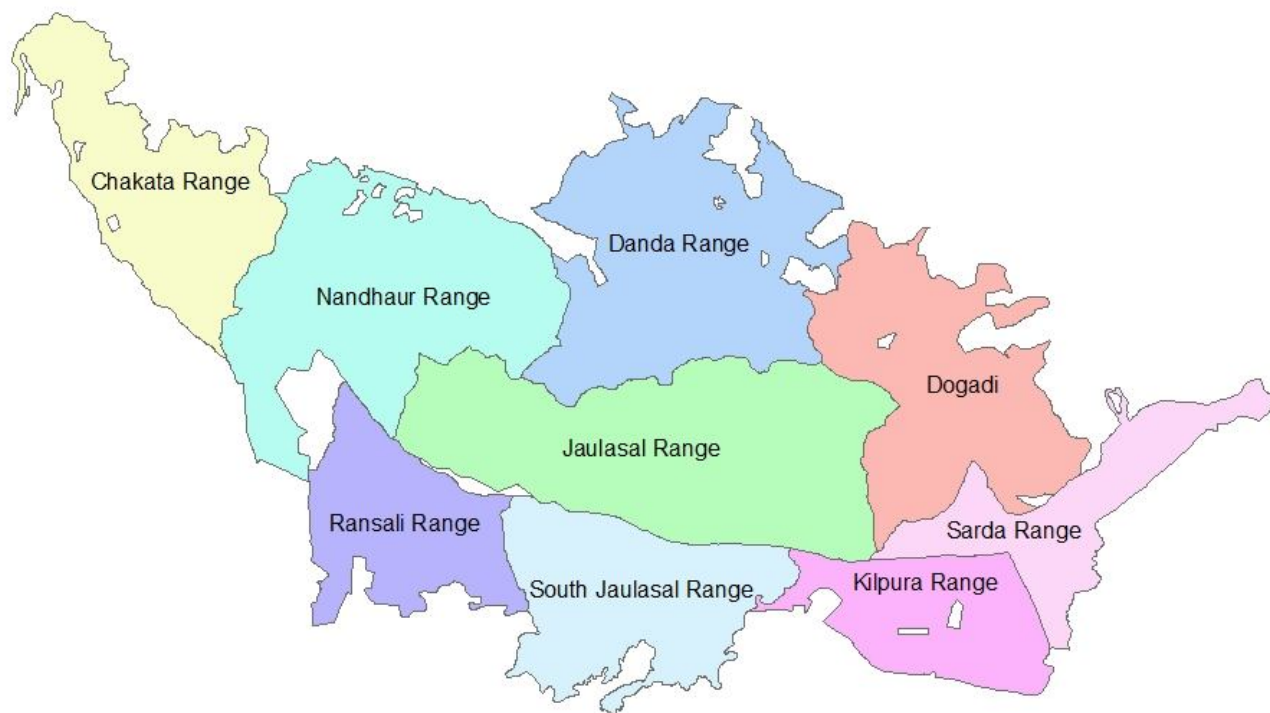 Chakata Range
Danda Range
Nandhaur Range
Dogadi
Jaulasal Range
Ransali Range
Sarda Range
Kilpura Range
South Jaulasal Range